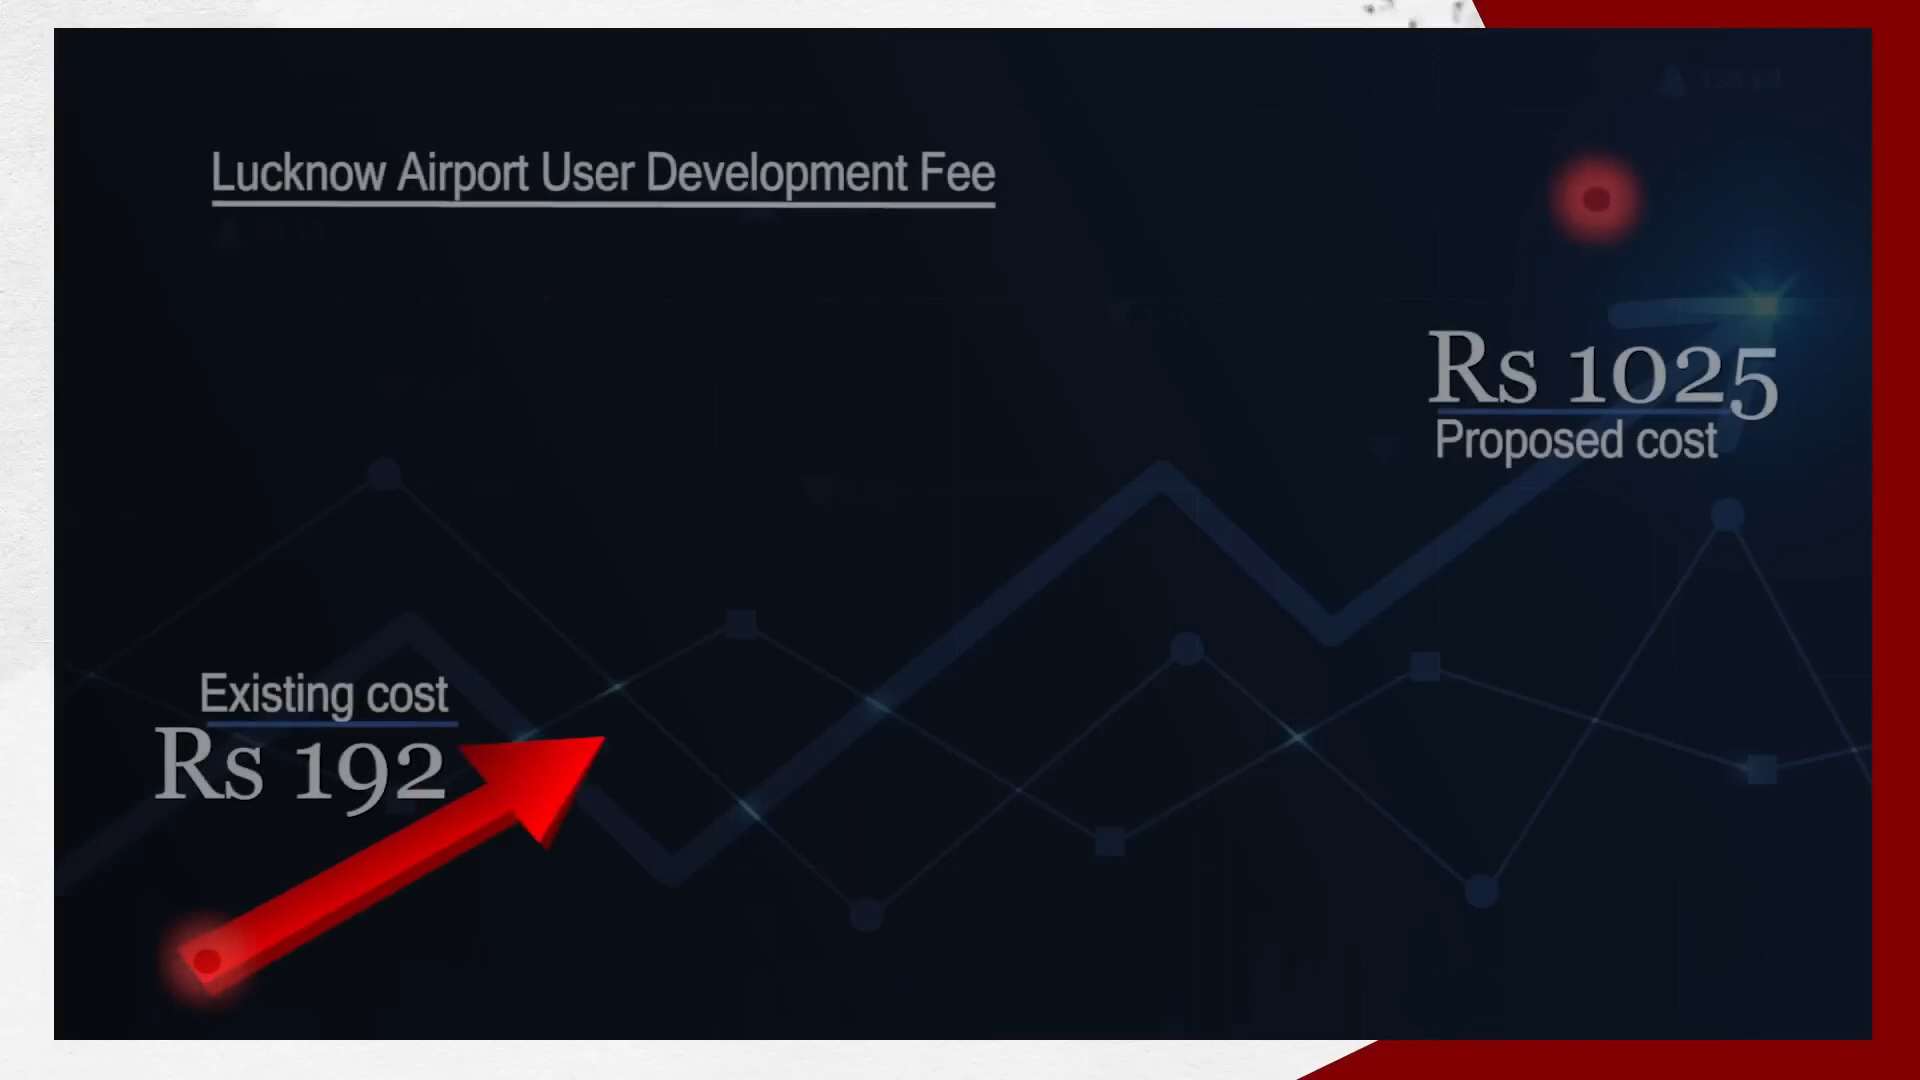 Lucknow Airport User Development Fee
Rs 1025
Proposed cost
Existing cost
Rs 192